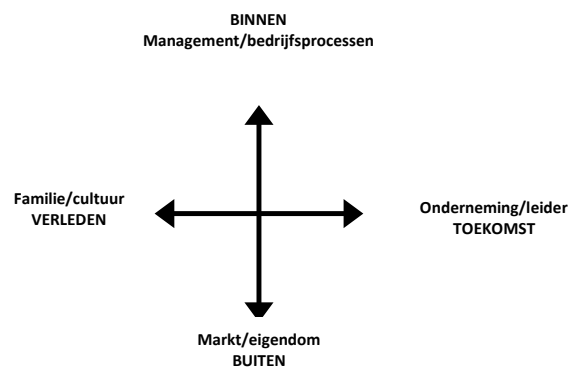 BINNEN
Management/bedrijfsprocessen
Familie/cultuur
VERLEDEN
Onderneming/leider
TOEKOMST
Markt/eigendom
BUITEN